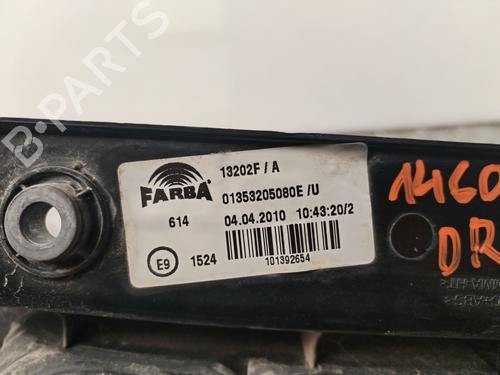 B-PARTS
FARBA
13202F / A
01353205080E /U
614 04.04.2010 10:43:20/2
E9 1524
101392654
1460
DR